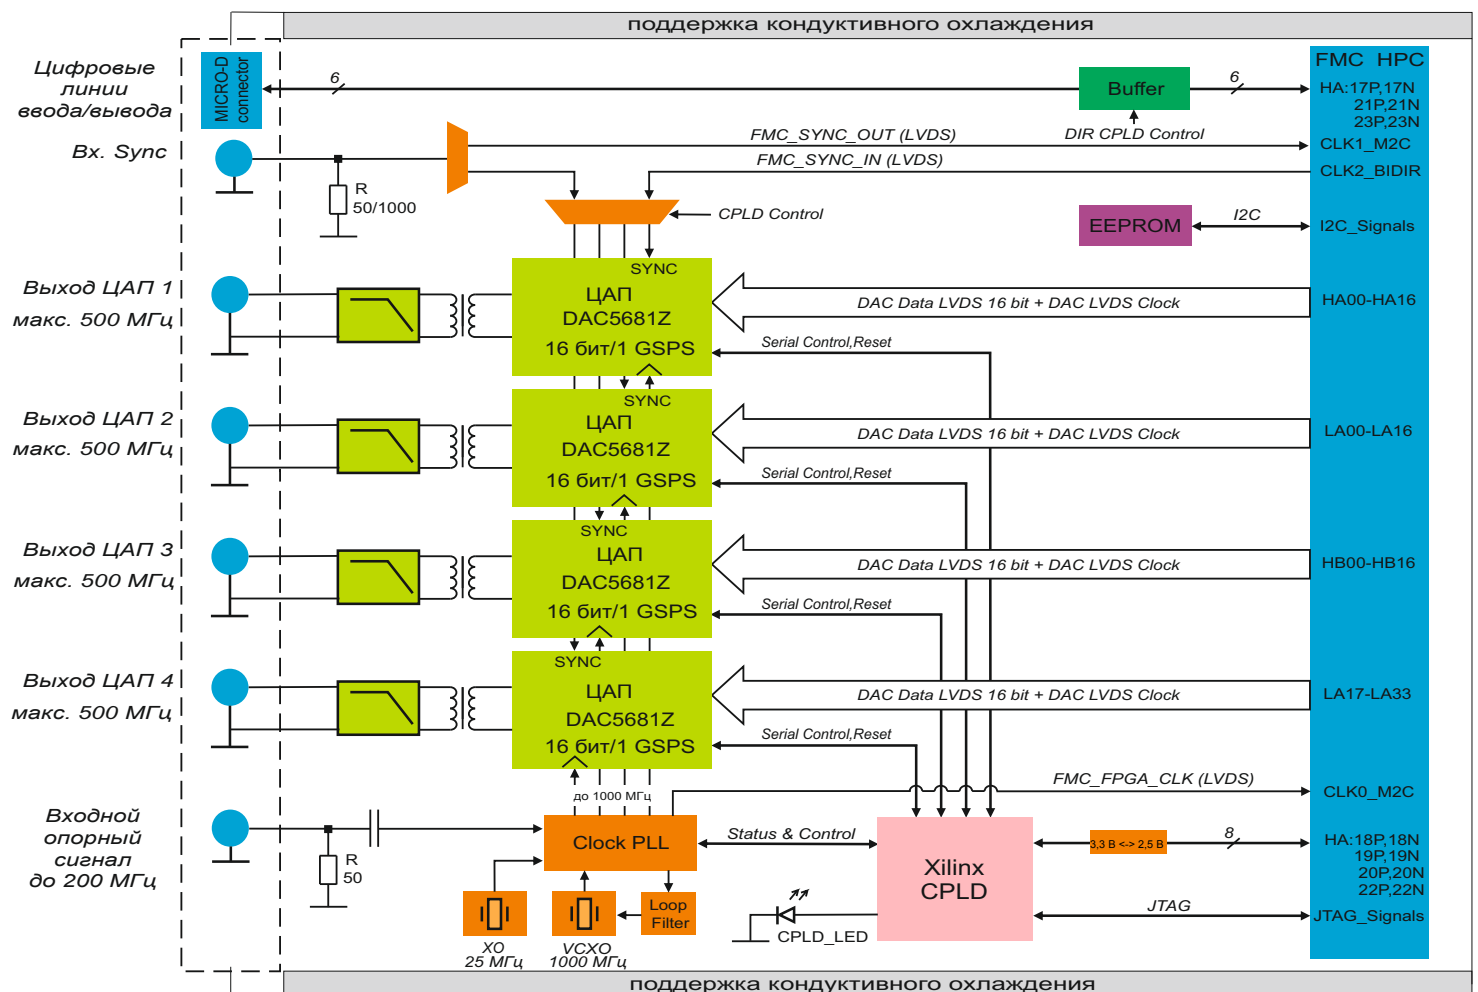 поддержка кондуктивного охлаждения
Цифровые
линии
ввода/вывода
MICRO-D
connector
6
Buffer
6
DIR CPLD Control
FMC HPC
HA:17P,17N
21P,21N
23P,23N
Вх. Sync
R
50/1000
FMC_SYNC_OUT (LVDS)
CLK1_M2C
FMC_SYNC_IN (LVDS)
CLK2_BIDIR
CPLD Control
EEPROM
I2C
I2C_Signals
Выход ЦАП 1
макс. 500 МГц
SYNC
ЦАП
DAC5681Z
16 бит/1 GSPS
DAC Data LVDS 16 bit + DAC LVDS Clock
HA00-HA16
Serial Control,Reset
Выход ЦАП 2
макс. 500 МГц
SYNC
ЦАП
DAC5681Z
16 бит/1 GSPS
DAC Data LVDS 16 bit + DAC LVDS Clock
LA00-LA16
Serial Control,Reset
Выход ЦАП 3
макс. 500 МГц
SYNC
ЦАП
DAC5681Z
16 бит/1 GSPS
DAC Data LVDS 16 bit + DAC LVDS Clock
HB00-HB16
Serial Control,Reset
Выход ЦАП 4
макс. 500 МГц
SYNC
ЦАП
DAC5681Z
16 бит/1 GSPS
DAC Data LVDS 16 bit + DAC LVDS Clock
LA17-LA33
Serial Control,Reset
до 1000 МГц
FMC_FPGA_CLK (LVDS)
CLK0_M2C
Входной
опорный
сигнал
до 200 МГц
R
50
Clock PLL
Status & Control
Xilinx
CPLD
3,3 В <-> 2,5 В
8
HA:18P,18N
19P,19N
20P,20N
22P,22N
XO
25 МГц
VCXO
1000 МГц
Loop
Filter
CPLD_LED
JTAG
JTAG_Signals
поддержка кондуктивного охлаждения